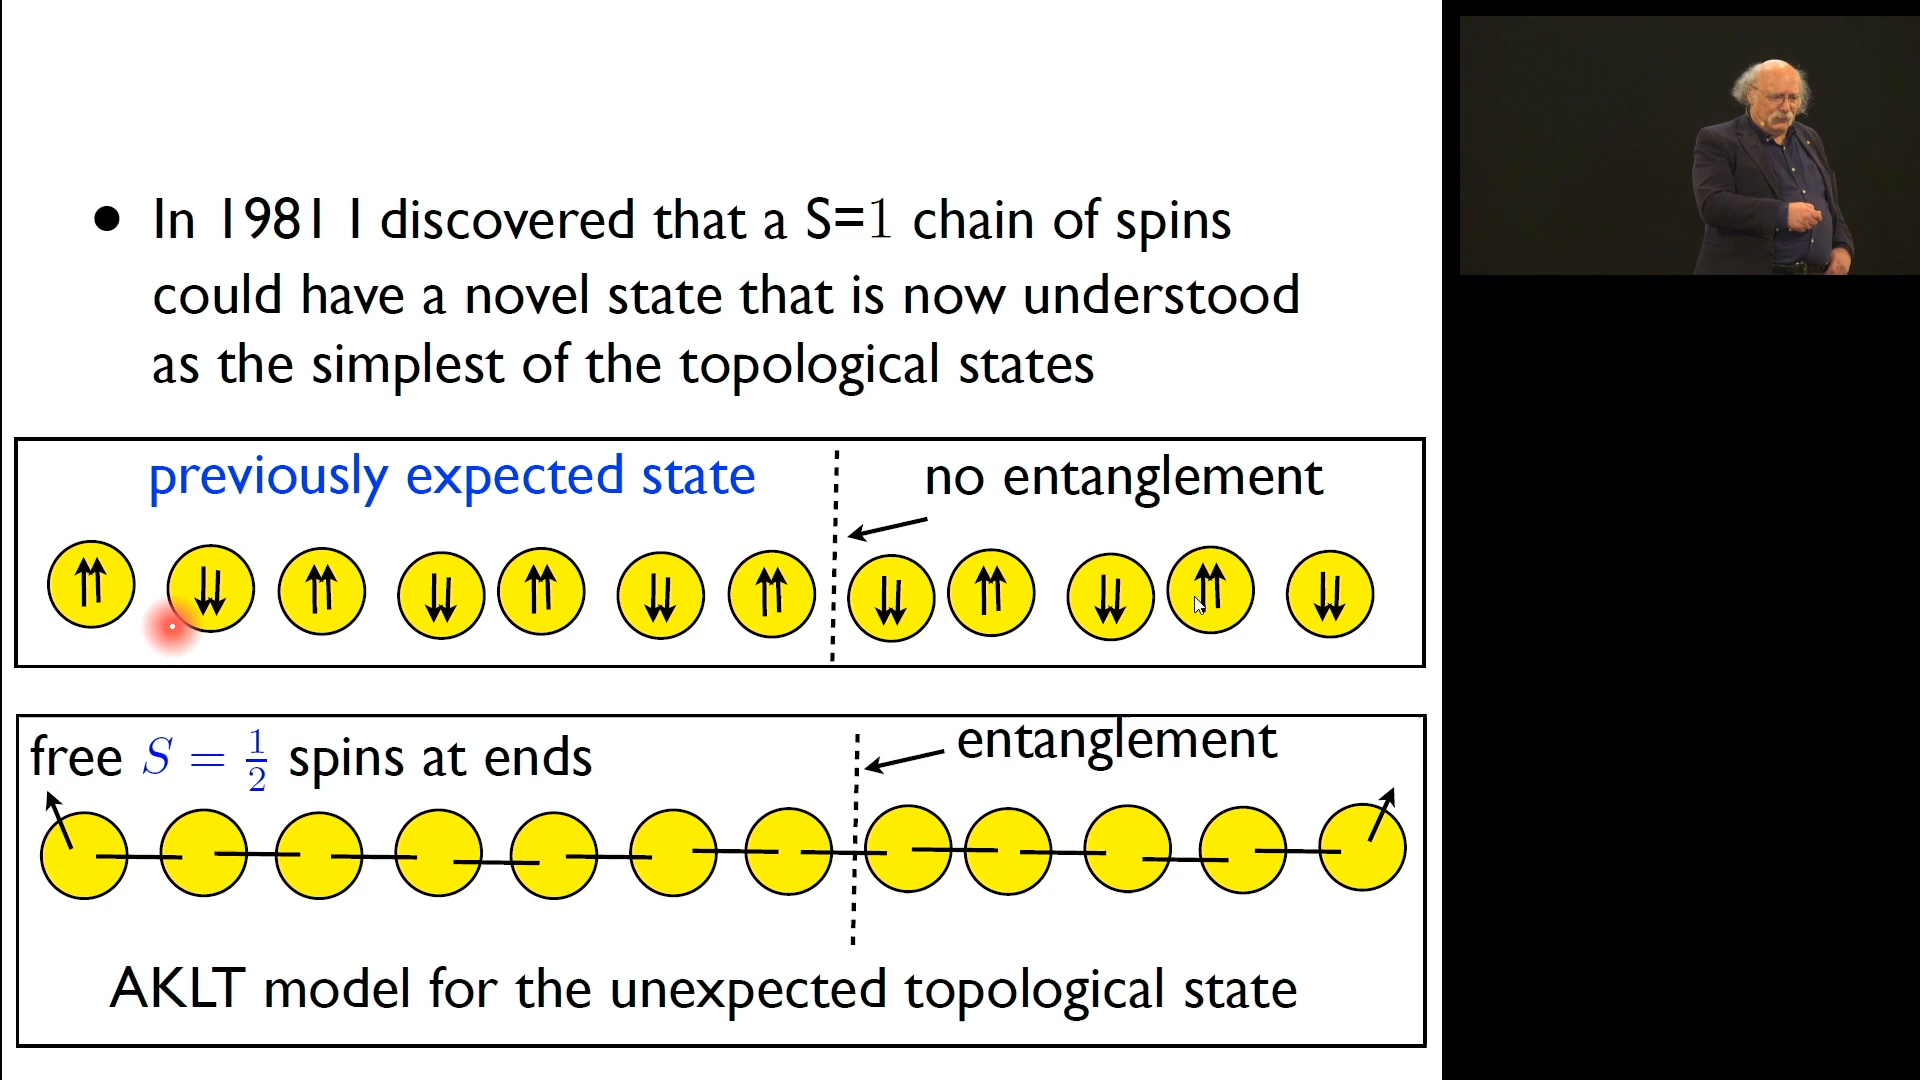 • In 1981 I discovered that a S=1 chain of spins
could have a novel state that is now understood
as the simplest of the topological states
previously expected state
no entanglement
free S = 1/2 spins at ends
entanglement
AKLT model for the unexpected topological state